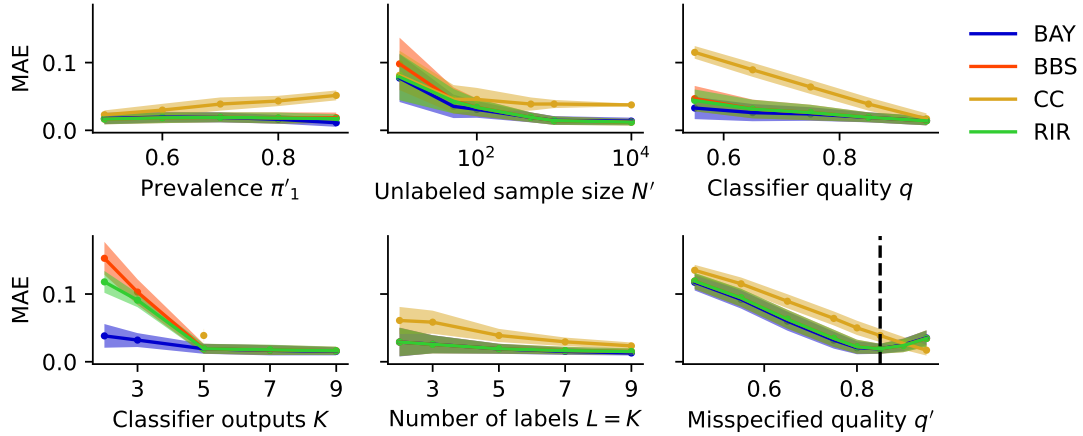 MAE
0.1
0.0
0.6
0.8
Prevalence π′₁
10²
10⁴
Unlabeled sample size N′
0.6
0.8
Classifier quality q
BAY
BBS
CC
RIR
MAE
0.1
0.0
3
5
7
9
Classifier outputs K
3
5
7
9
Number of labels L = K
0.6
0.8
Misspecified quality q′